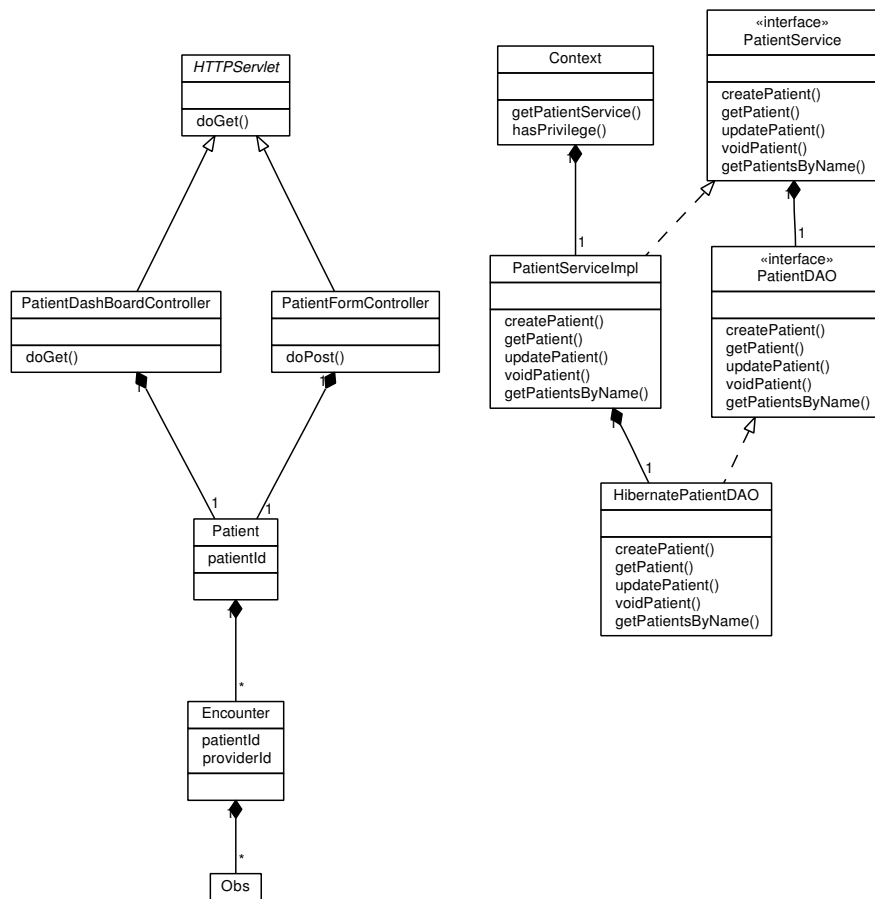 HTTPServlet
doGet()
Context
getPatientService()
hasPrivilege()
«interface»
PatientService
createPatient()
getPatient()
updatePatient()
voidPatient()
getPatientsByName()
1
1
1
1
PatientDashBoardController
doGet()
PatientFormController
doPost()
PatientServiceImpl
createPatient()
getPatient()
updatePatient()
voidPatient()
getPatientsByName()
«interface»
PatientDAO
createPatient()
getPatient()
updatePatient()
voidPatient()
getPatientsByName()
1
1
1
1
1
1
Patient
patientId
HibernatePatientDAO
createPatient()
getPatient()
updatePatient()
voidPatient()
getPatientsByName()
1
*
Encounter
patientId
providerId
1
*
Obs